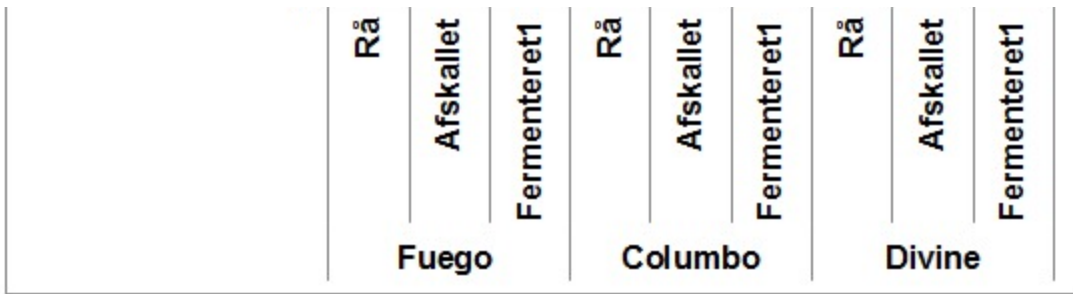 Rå
Afskallet
Fermenteret1
Rå
Afskallet
Fermenteret1
Rå
Afskallet
Fermenteret1
Fuego
Columbo
Divine